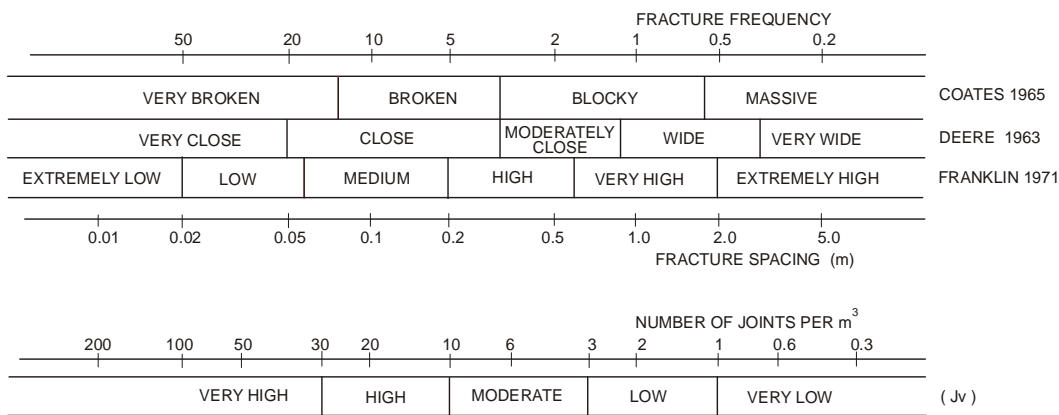 FRACTURE FREQUENCY
50 20 10 5 2 1 0.5 0.2
VERY BROKEN BROKEN BLOCKY MASSIVE COATES 1965
VERY CLOSE CLOSE MODERATELY CLOSE WIDE VERY WIDE DEERE 1963
EXTREMELY LOW LOW MEDIUM HIGH VERY HIGH EXTREMELY HIGH FRANKLIN 1971
0.01 0.02 0.05 0.1 0.2 0.5 1.0 2.0 5.0
FRACTURE SPACING (m)
NUMBER OF JOINTS PER m³
200 100 50 30 20 10 6 3 2 1 0.6 0.3
VERY HIGH HIGH MODERATE LOW VERY LOW ( Jv )